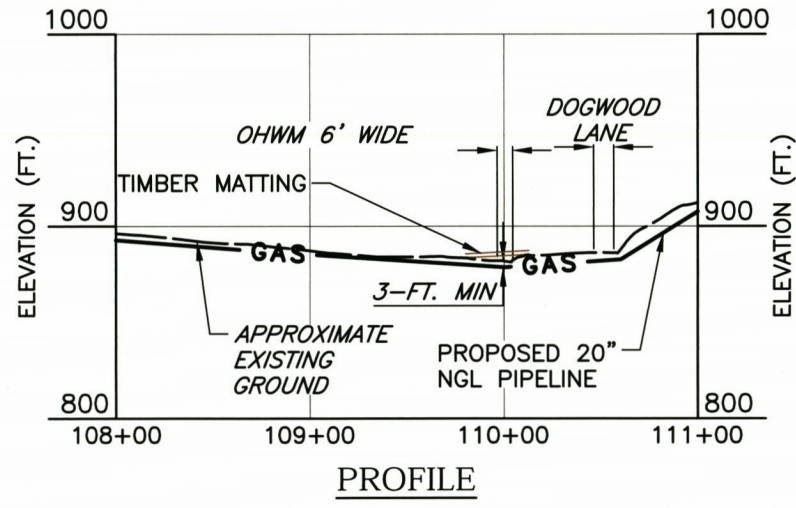 1000
1000
DOGWOOD
LANE
OHWM 6' WIDE
TIMBER MATTING
ELEVATION (FT.)
ELEVATION (FT.)
900
900
GAS
GAS
3-FT. MIN
APPROXIMATE
EXISTING
GROUND
PROPOSED 20"
NGL PIPELINE
800
800
108+00
109+00
110+00
111+00
PROFILE